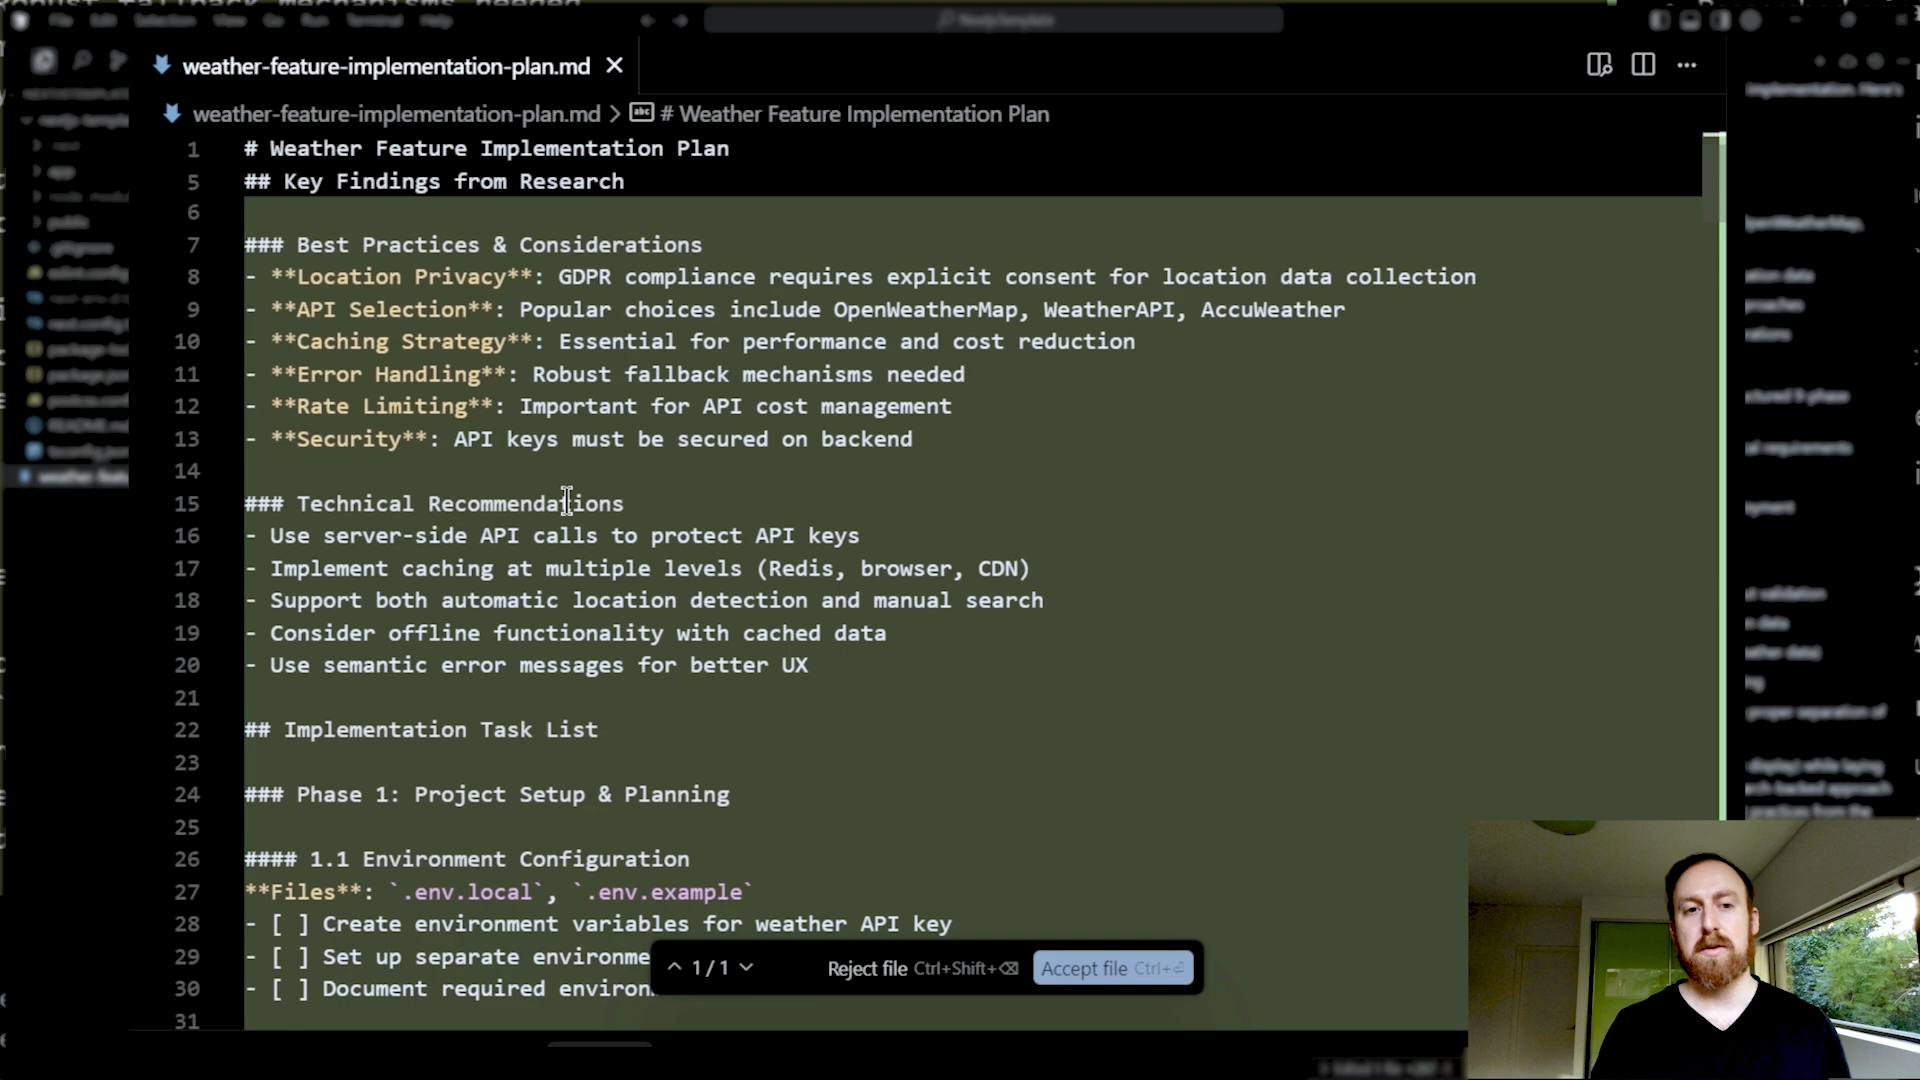 File Edit Selection View Go Run Terminal Help
weather-feature-implementation-plan.md
weather-feature-implementation-plan.md > # Weather Feature Implementation Plan
1 # Weather Feature Implementation Plan
5 ## Key Findings from Research
6
7 ### Best Practices & Considerations
8 - **Location Privacy**: GDPR compliance requires explicit consent for location data collection
9 - **API Selection**: Popular choices include OpenWeatherMap, WeatherAPI, AccuWeather
10 - **Caching Strategy**: Essential for performance and cost reduction
11 - **Error Handling**: Robust fallback mechanisms needed
12 - **Rate Limiting**: Important for API cost management
13 - **Security**: API keys must be secured on backend
14
15 ### Technical Recommendations
16 - Use server-side API calls to protect API keys
17 - Implement caching at multiple levels (Redis, browser, CDN)
18 - Support both automatic location detection and manual search
19 - Consider offline functionality with cached data
20 - Use semantic error messages for better UX
21
22 ## Implementation Task List
23
24 ### Phase 1: Project Setup & Planning
25
26 #### 1.1 Environment Configuration
27 **Files**: `.env.local`, `.env.example`
28 - [ ] Create environment variables for weather API key
29 - [ ] Set up separate environme
30 - [ ] Document required environ
31
1 / 1 Reject file Ctrl+Shift+⌫ Accept file Ctrl+⏎